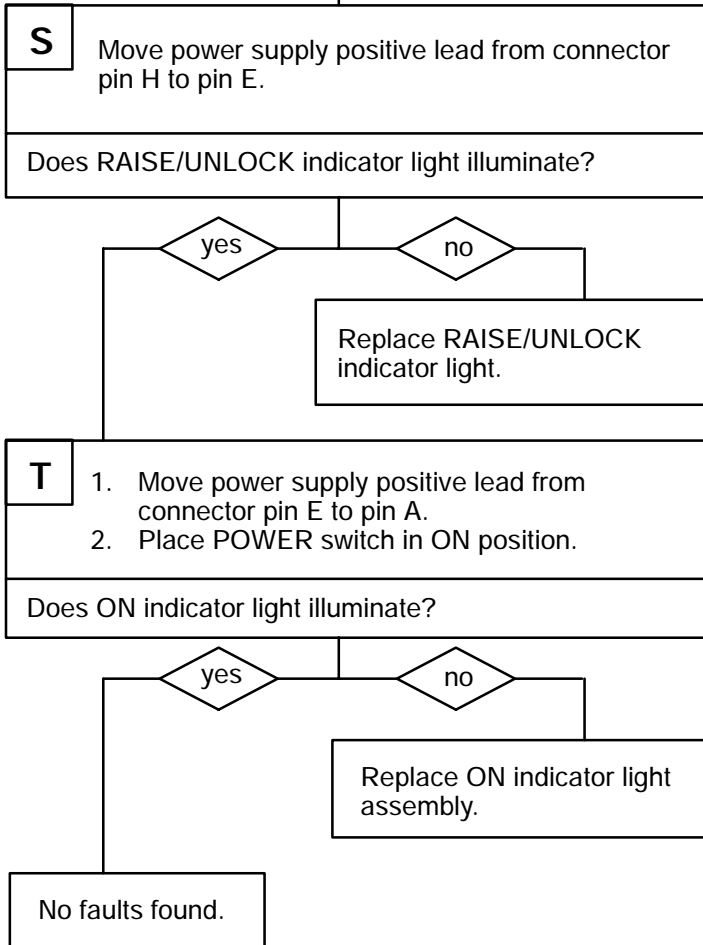 S
Move power supply positive lead from connector
pin H to pin E.
Does RAISE/UNLOCK indicator light illuminate?
yes
no
Replace RAISE/UNLOCK
indicator light.
T
1. Move power supply positive lead from
connector pin E to pin A.
2. Place POWER switch in ON position.
Does ON indicator light illuminate?
yes
no
Replace ON indicator light
assembly.
No faults found.